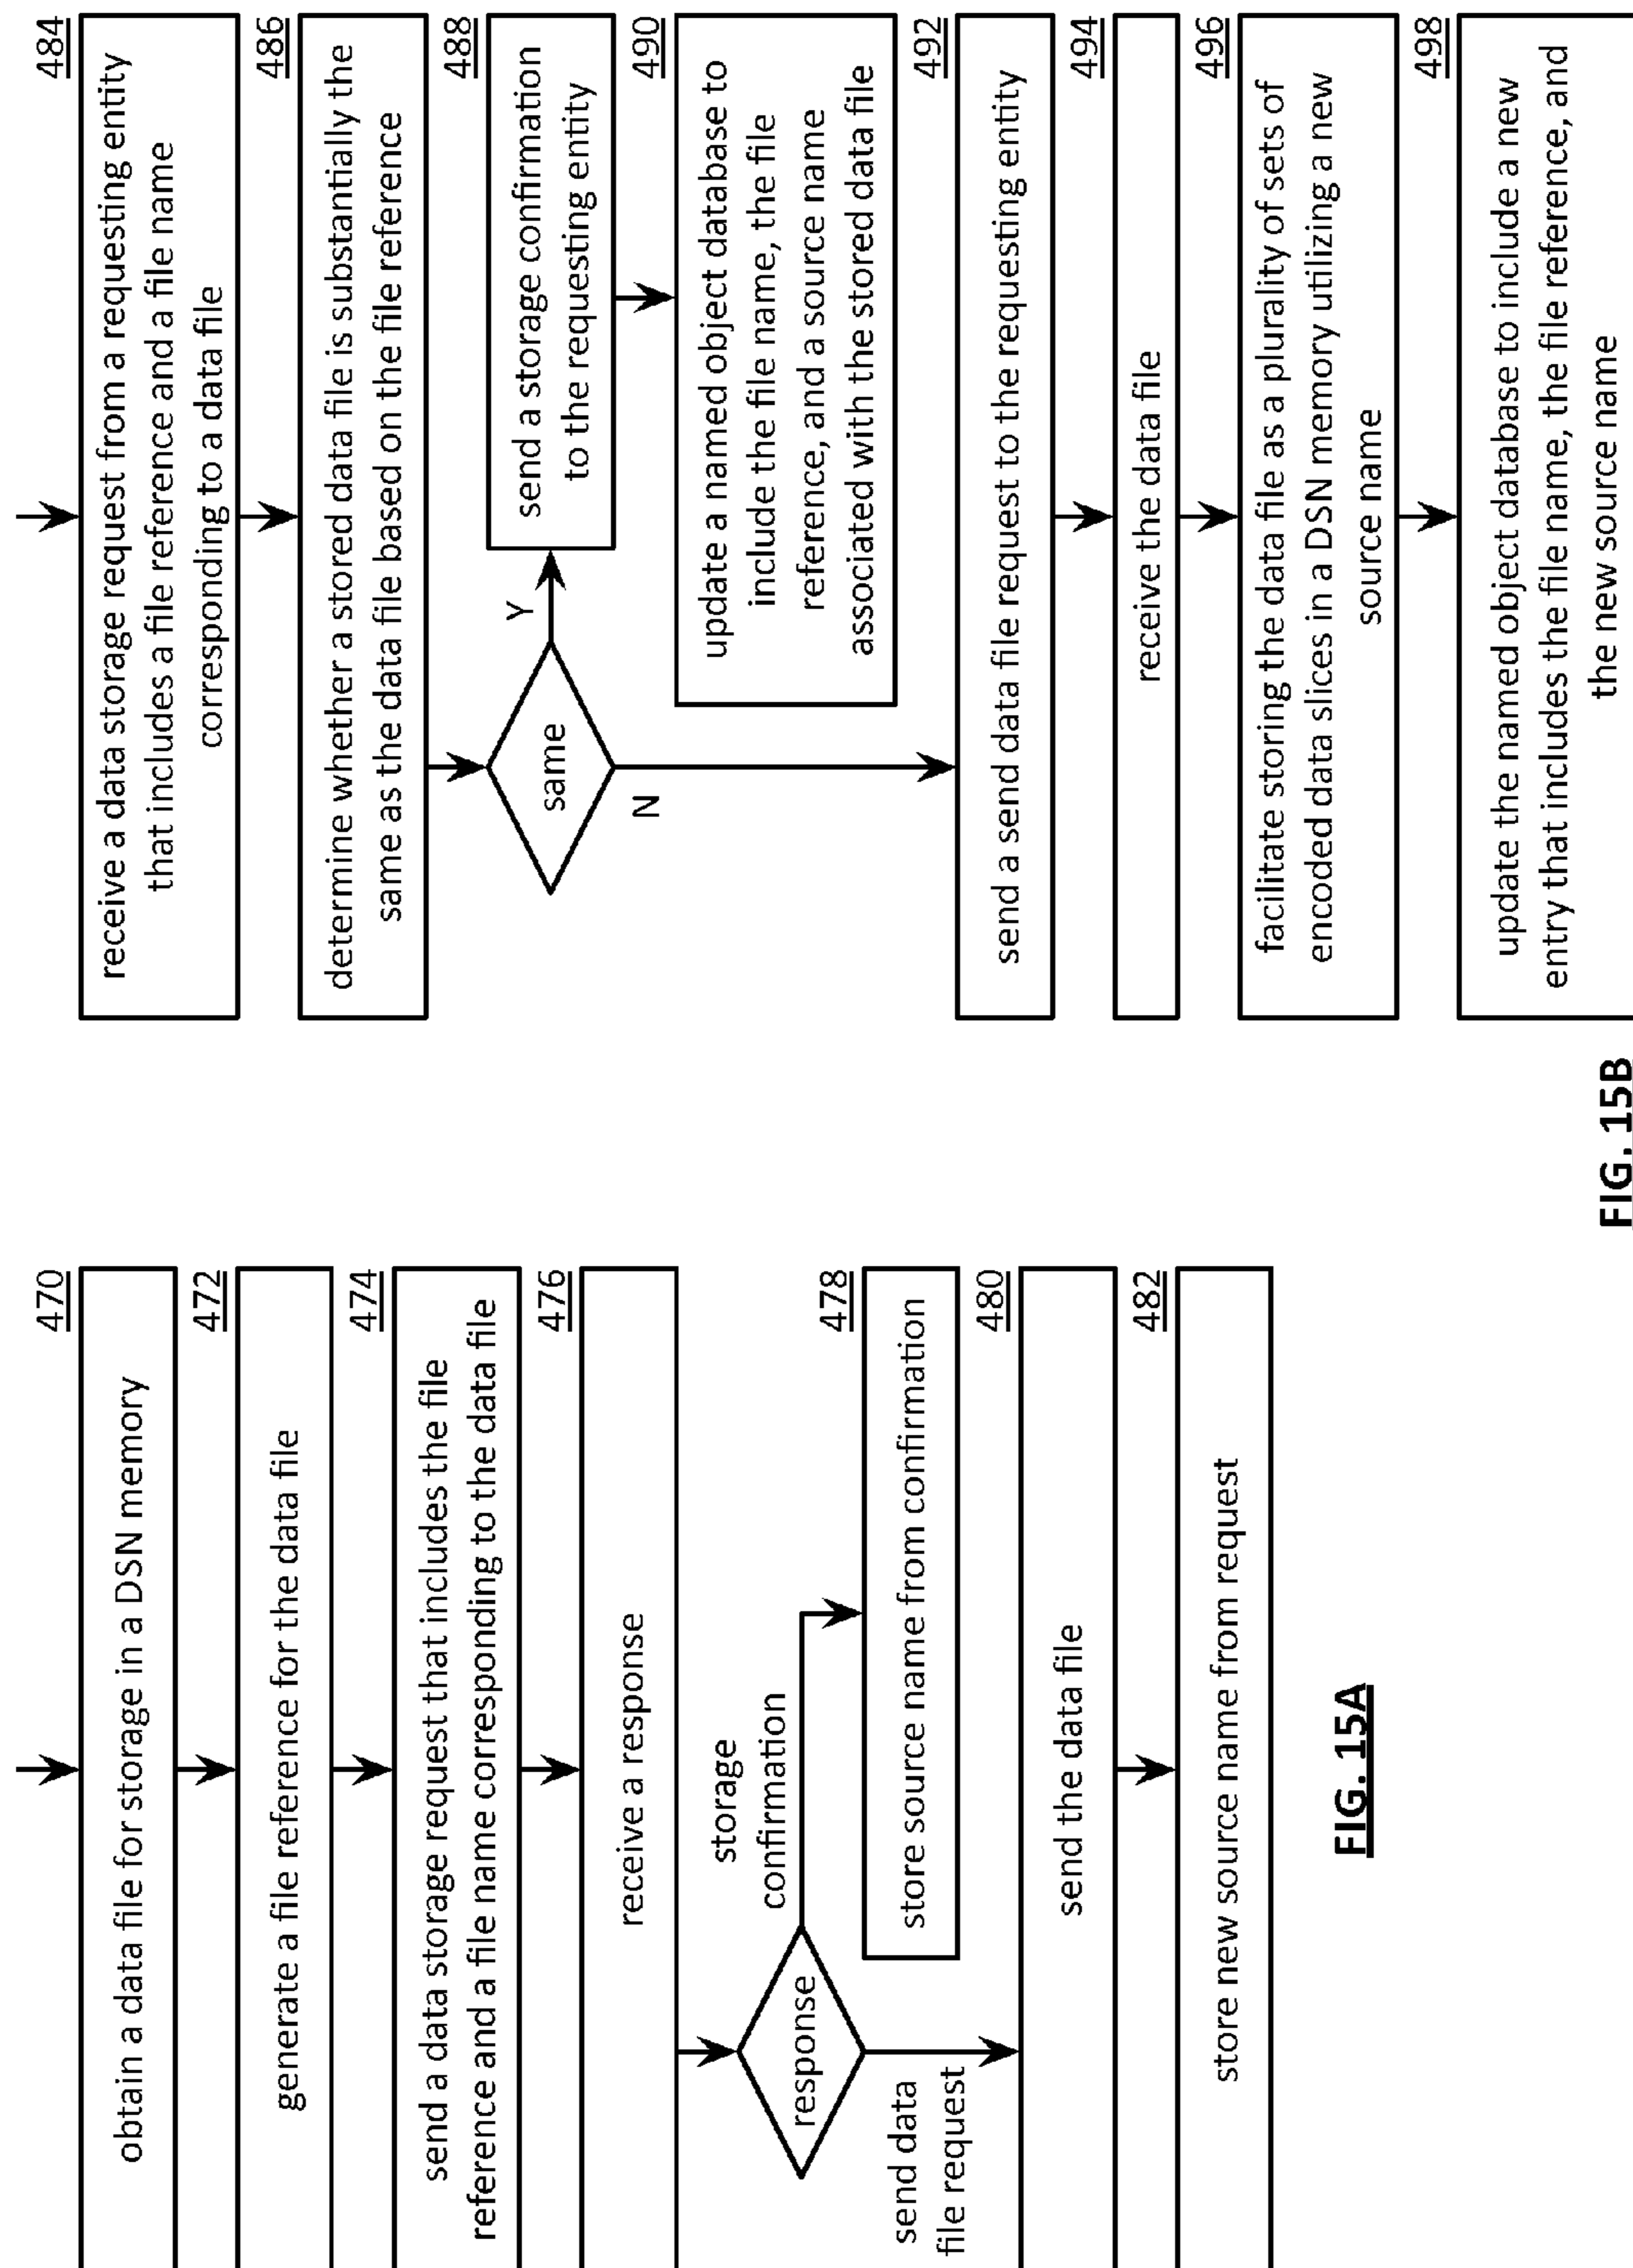 470
obtain a data file for storage in a DSN memory
472
generate a file reference for the data file
474
send a data storage request that includes the file
reference and a file name corresponding to the data file
476
receive a response
response
storage
confirmation
478
store source name from confirmation
send data
file request
480
send the data file
482
store new source name from request
FIG. 15A
484
receive a data storage request from a requesting entity
that includes a file reference and a file name
corresponding to a data file
486
determine whether a stored data file is substantially the
same as the data file based on the file reference
same
Y
488
send a storage confirmation
to the requesting entity
490
update a named object database to
include the file name, the file
reference, and a source name
associated with the stored data file
N
492
send a send data file request to the requesting entity
494
receive the data file
496
facilitate storing the data file as a plurality of sets of
encoded data slices in a DSN memory utilizing a new
source name
498
update the named object database to include a new
entry that includes the file name, the file reference, and
the new source name
FIG. 15B